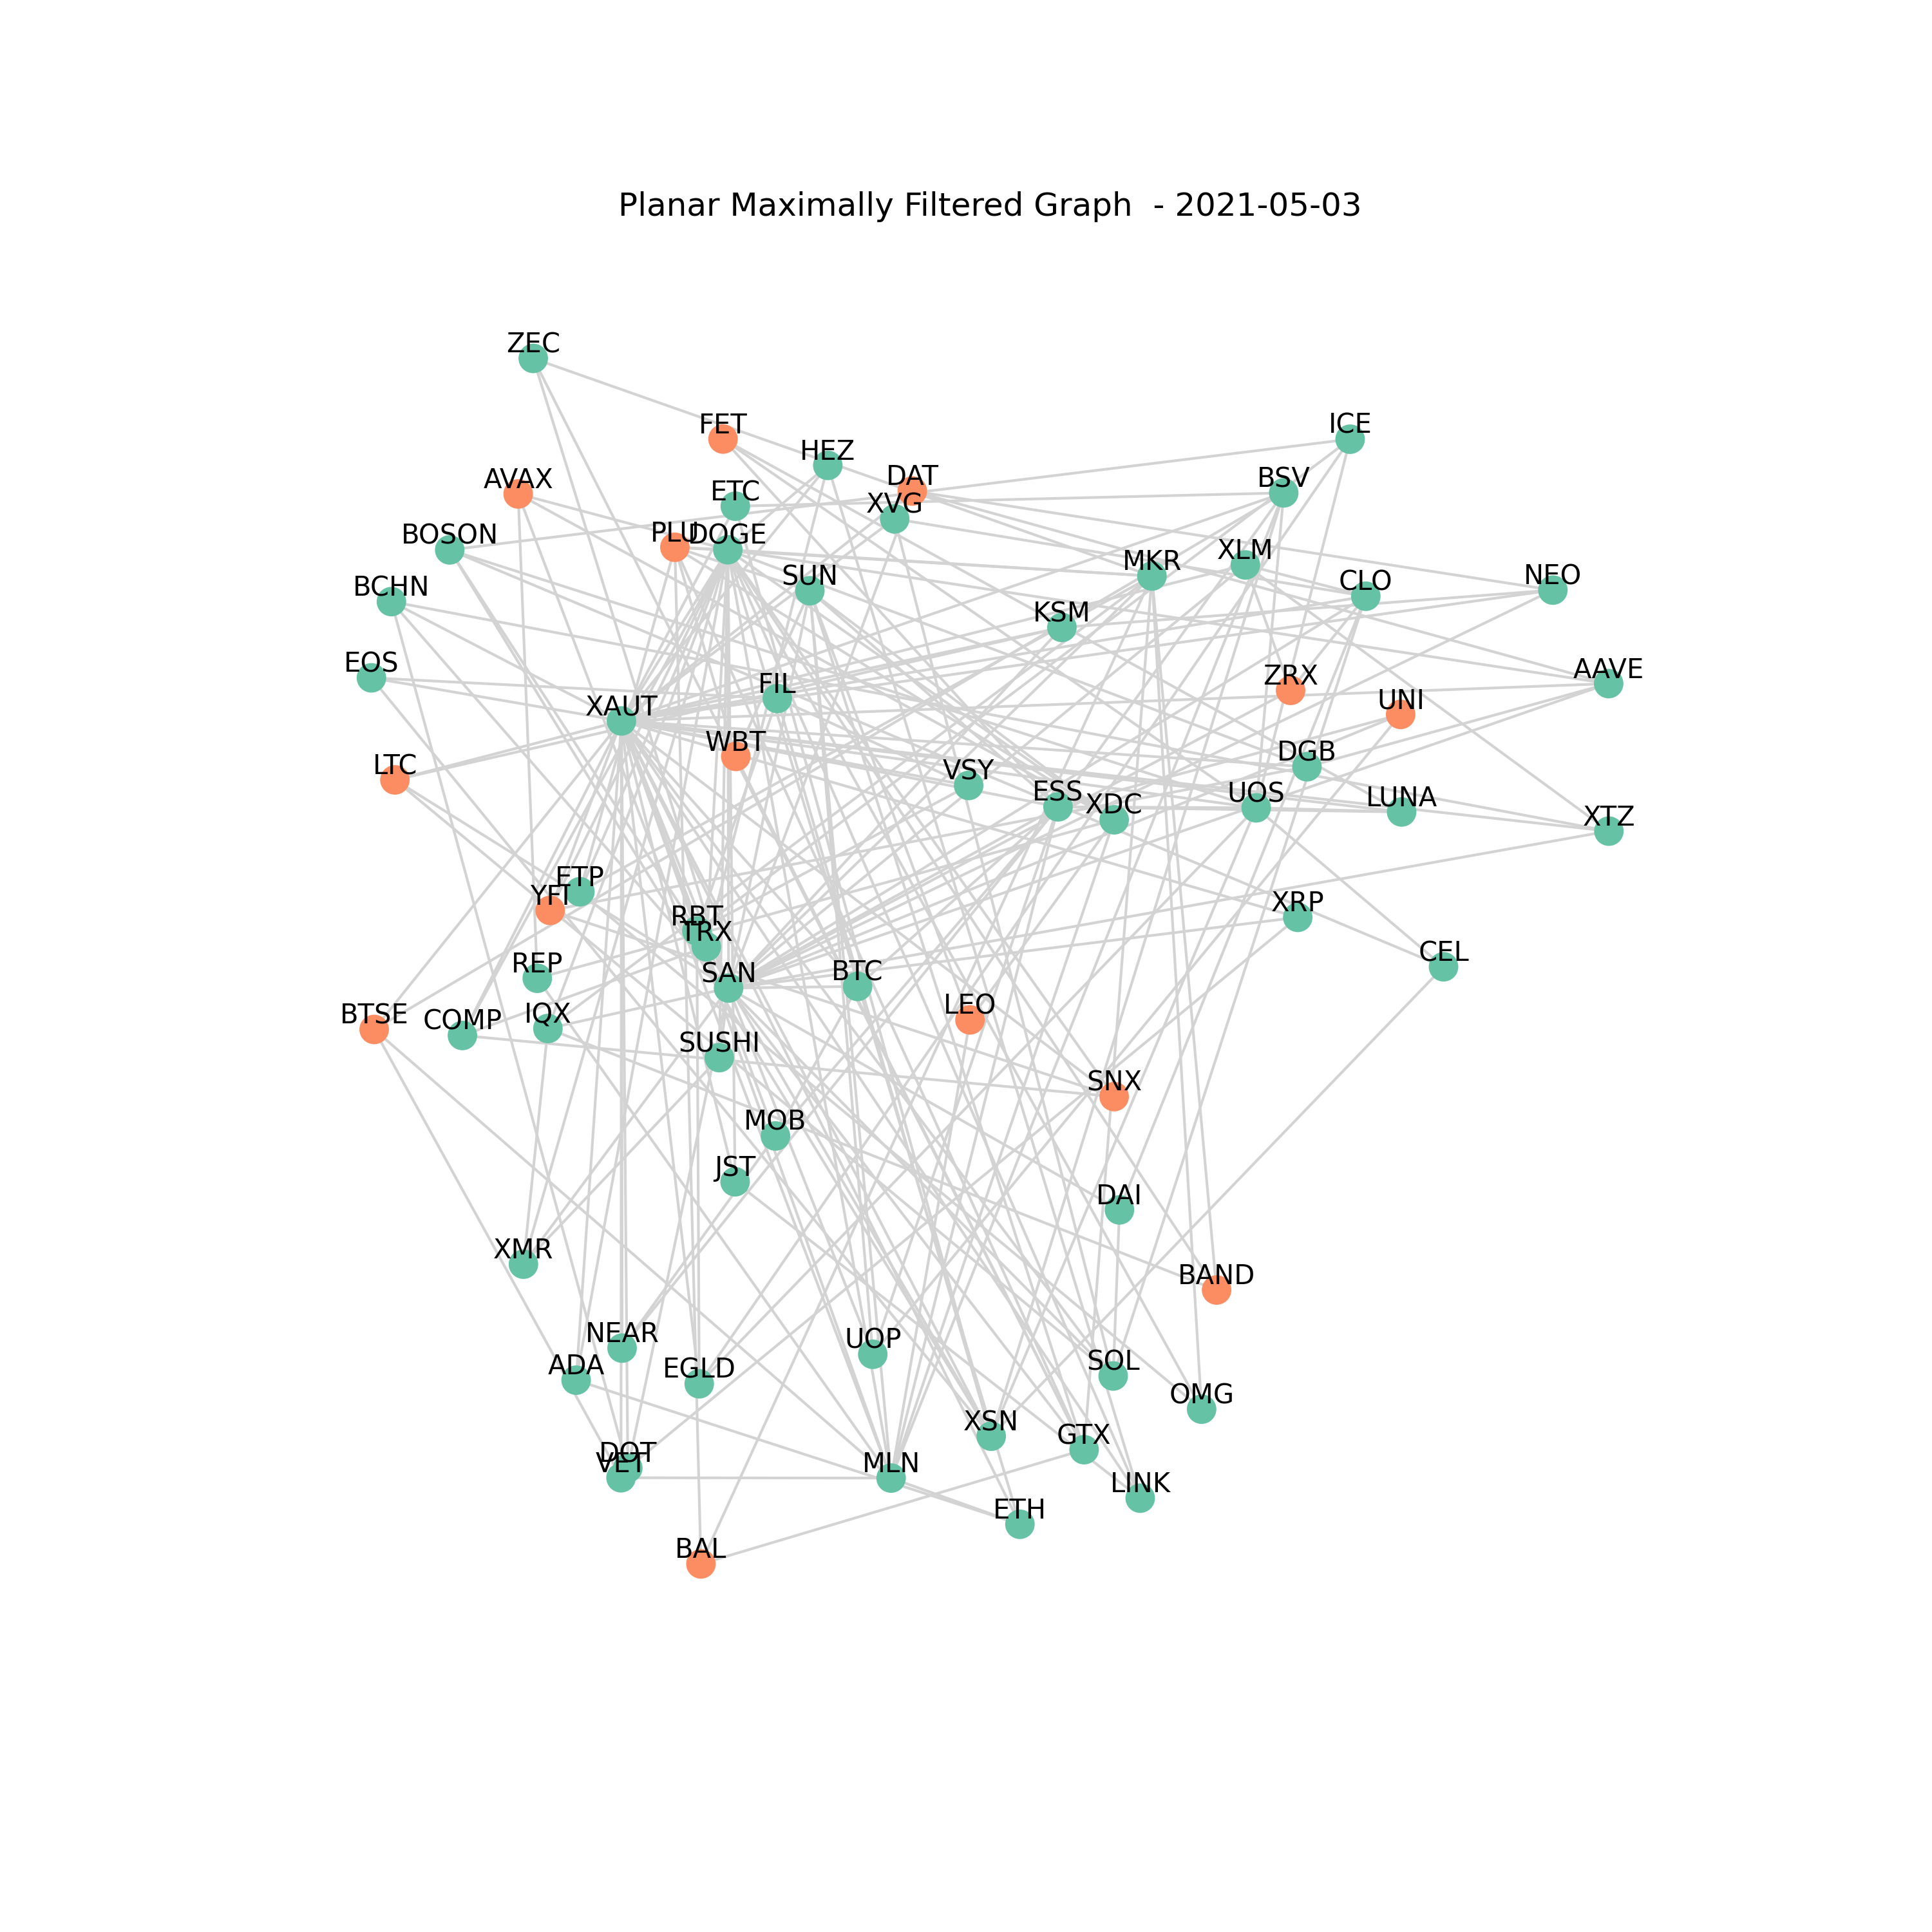 Planar Maximally Filtered Graph  - 2021-05-03
ZEC
FET
ICE
HEZ
DAT
AVAX
ETC
BSV
XVG
BOSON
PLU
DOGE
MKR
XLM
SUN
NEO
CLO
BCHN
KSM
EOS
FIL
ZRX
AAVE
XAUT
UNI
WBT
DGB
LTC
VSY
ESS
XDC
UOS
LUNA
XTZ
ETP
YFI
RBT
TRX
XRP
CEL
REP
SAN
BTC
BTSE
COMP
IQX
LEO
SUSHI
SNX
MOB
JST
DAI
XMR
BAND
NEAR
ADA
EGLD
UOP
SOL
OMG
XSN
GTX
DOT
VET
MLN
LINK
ETH
BAL